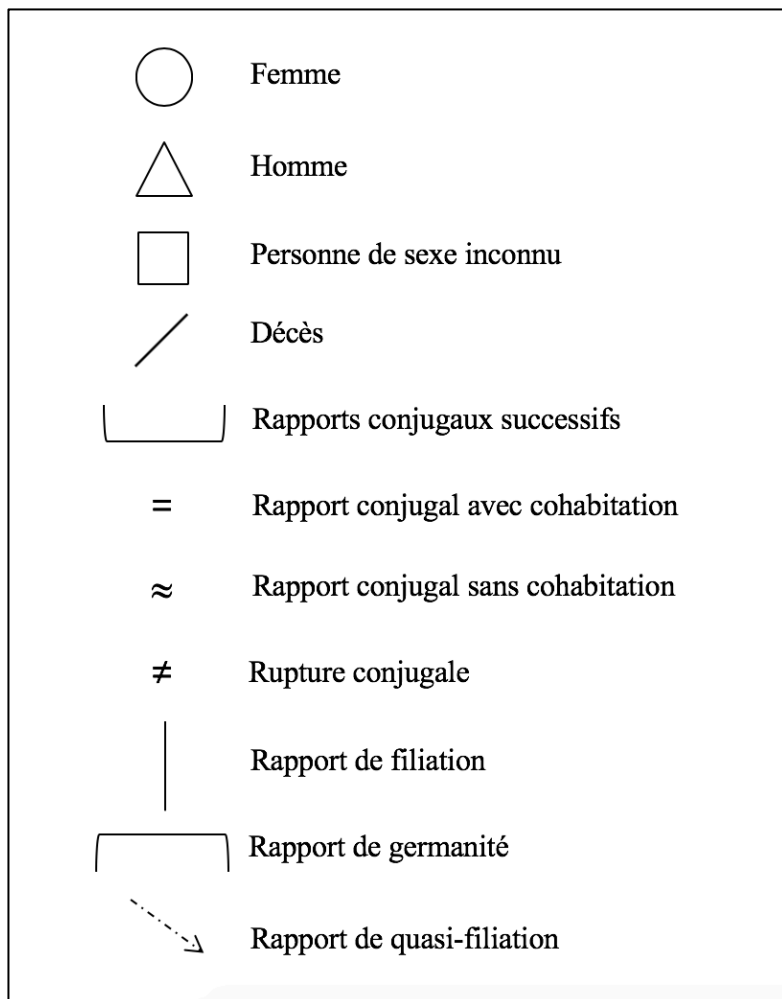 Femme
Homme
Personne de sexe inconnu
Décès
Rapports conjugaux successifs
= Rapport conjugal avec cohabitation
≈ Rapport conjugal sans cohabitation
≠ Rupture conjugale
Rapport de filiation
Rapport de germanité
Rapport de quasi-filiation